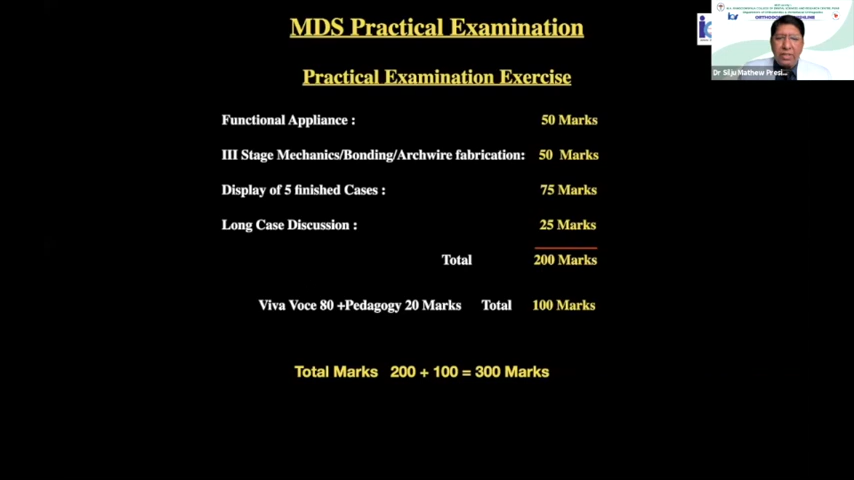 MDS Practical Examination
Practical Examination Exercise
Functional Appliance : 50 Marks
III Stage Mechanics/Bonding/Archwire fabrication: 50 Marks
Display of 5 finished Cases : 75 Marks
Long Case Discussion : 25 Marks
Total 200 Marks
Viva Voce 80 +Pedagogy 20 Marks Total 100 Marks
Total Marks 200 + 100 = 300 Marks
Dr Silju Mathew Presi...